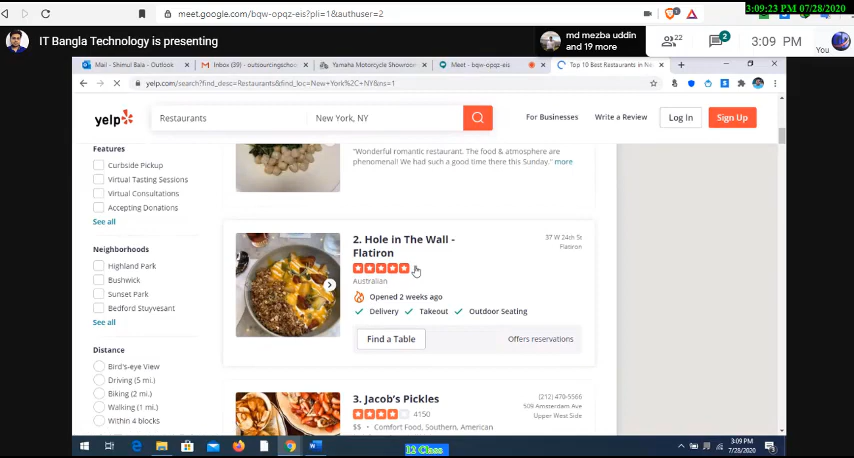 3:09:23 PM 07/28/2020
meet.google.com/bqw-opqz-eis?pli=1&authuser=2
IT Bangla Technology is presenting
md mezba uddin
and 19 more
22
2
3:09 PM
You
Mail - Shimul Bala - Outlook
Inbox (39) - outsourcingschoo
Yamaha Motorcycle Showroom
Meet - bqw-opqz-eis
Top 10 Best Restaurants in Ne
yelp.com/search?find_desc=Restaurants&find_loc=New+York%2C+NY&ns=1
yelp
Restaurants
New York, NY
For Businesses
Write a Review
Log In
Sign Up
Features
Curbside Pickup
Virtual Tasting Sessions
Virtual Consultations
Accepting Donations
See all
Neighborhoods
Highland Park
Bushwick
Sunset Park
Bedford Stuyvesant
See all
Distance
Bird's-eye View
Driving (5 mi.)
Biking (2 mi.)
Walking (1 mi.)
Within 4 blocks
"Wonderful romantic restaurant. The food & atmosphere are
phenomenal! We had such a good time there this Sunday." more
2. Hole in The Wall -
Flatiron
37 W 24th St
Flatiron
Australian
Opened 2 weeks ago
Delivery
Takeout
Outdoor Seating
Find a Table
Offers reservations
3. Jacob's Pickles
4150
$$ • Comfort Food, Southern, American
(212) 470-5566
509 Amsterdam Ave
Upper West Side
3:09 PM
7/28/2020
12 Class